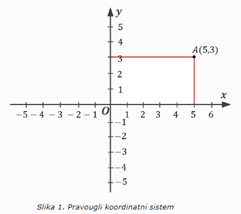 y
5
4
A(5,3)
3
2
1
x
O
-5 -4 -3 -2 -1 1 2 3 4 5 6
-1
-2
-3
-4
-5
Slika 1. Pravougli koordinatni sistem